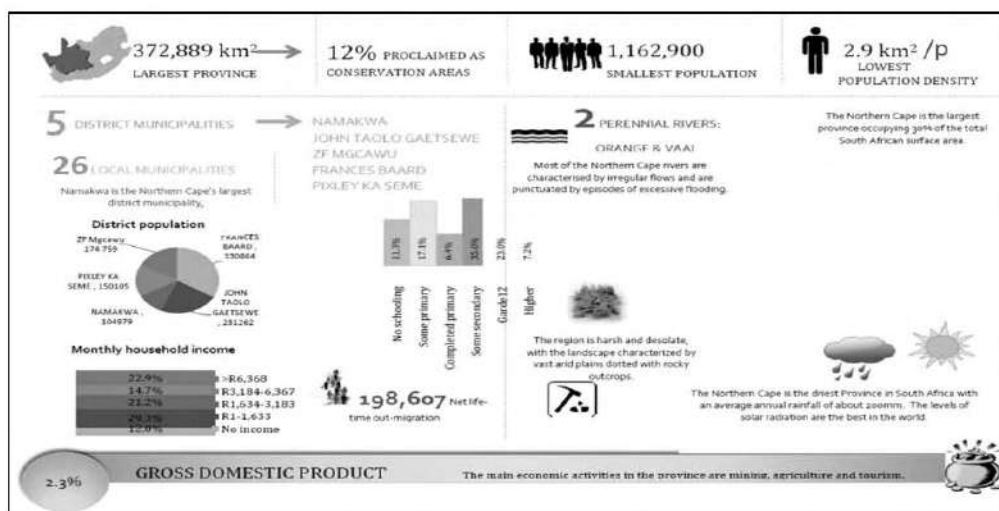 372,889 km²
LARGEST PROVINCE
12% PROCLAIMED AS
CONSERVATION AREAS
1,162,900
SMALLEST POPULATION
2.9 km² /p
LOWEST
POPULATION DENSITY
5 DISTRICT MUNICIPALITIES
NAMAKWA
JOHN TAOLO GAETSEWE
ZF MGCAWU
FRANCES BAARD
PIXLEY KA SEME
26 LOCAL MUNICIPALITIES
Namakwa is the Northern Cape's largest
district municipality,
2 PERENNIAL RIVERS:
ORANGE & VAAL
Most of the Northern Cape rivers are
characterised by irregular flows and are
punctuated by episodes of excessive flooding.
The Northern Cape is the largest
province occupying 30% of the total
South African surface area.
District population
ZF Mgcawu
FRANCES
BAARD,
PIXLEY KA
SEME, 150105
NAMAKWA,
104979
JOHN
TAOLO
GAETSEWE
, 231262
11.3%
17.1%
6.4%
35.0%
23.0%
7.2%
No schooling
Some primary
Completed primary
Some secondary
Garde12
Higher
Monthly household income
22.9% >R6,368
14.7% R3,184-6,367
21.2% R1,634-3,183
29.3% R1-1,633
12.0% No income
198,607 Net life-
time out-migration
The region is harsh and desolate,
with the landscape characterized by
vast arid plains dotted with rocky
outcrops.
The Northern Cape is the driest Province in South Africa with
an average annual rainfall of about 200mm. The levels of
solar radiation are the best in the world.
2.3%
GROSS DOMESTIC PRODUCT
The main economic activities in the province are mining, agriculture and tourism.